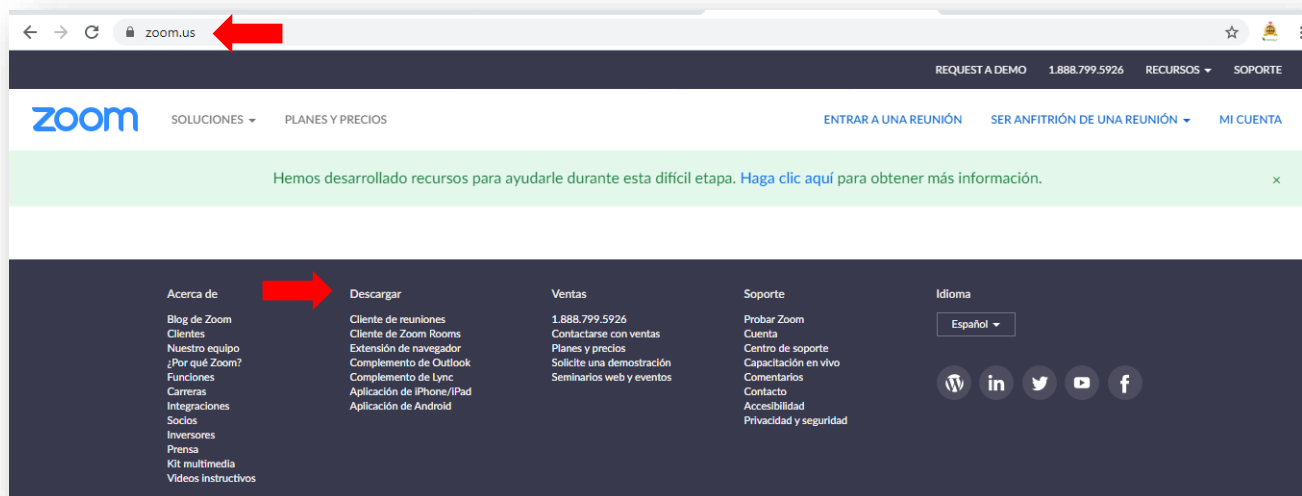 zoom.us
REQUEST A DEMO 1.888.799.5926 RECURSOS SOPORTE
zoom SOLUCIONES PLANES Y PRECIOS ENTRAR A UNA REUNIÓN SER ANFITRIÓN DE UNA REUNIÓN MI CUENTA
Hemos desarrollado recursos para ayudarle durante esta difícil etapa. Haga clic aquí para obtener más información. ×
Acerca de
Blog de Zoom
Clientes
Nuestro equipo
¿Por qué Zoom?
Funciones
Carreras
Integraciones
Socios
Inversores
Prensa
Kit multimedia
Videos instructivos
Descargar
Cliente de reuniones
Cliente de Zoom Rooms
Extensión de navegador
Complemento de Outlook
Complemento de Lync
Aplicación de iPhone/iPad
Aplicación de Android
Ventas
1.888.799.5926
Contactarse con ventas
Planes y precios
Solicite una demostración
Seminarios web y eventos
Soporte
Probar Zoom
Cuenta
Centro de soporte
Capacitación en vivo
Comentarios
Contacto
Accesibilidad
Privacidad y seguridad
Idioma
Español